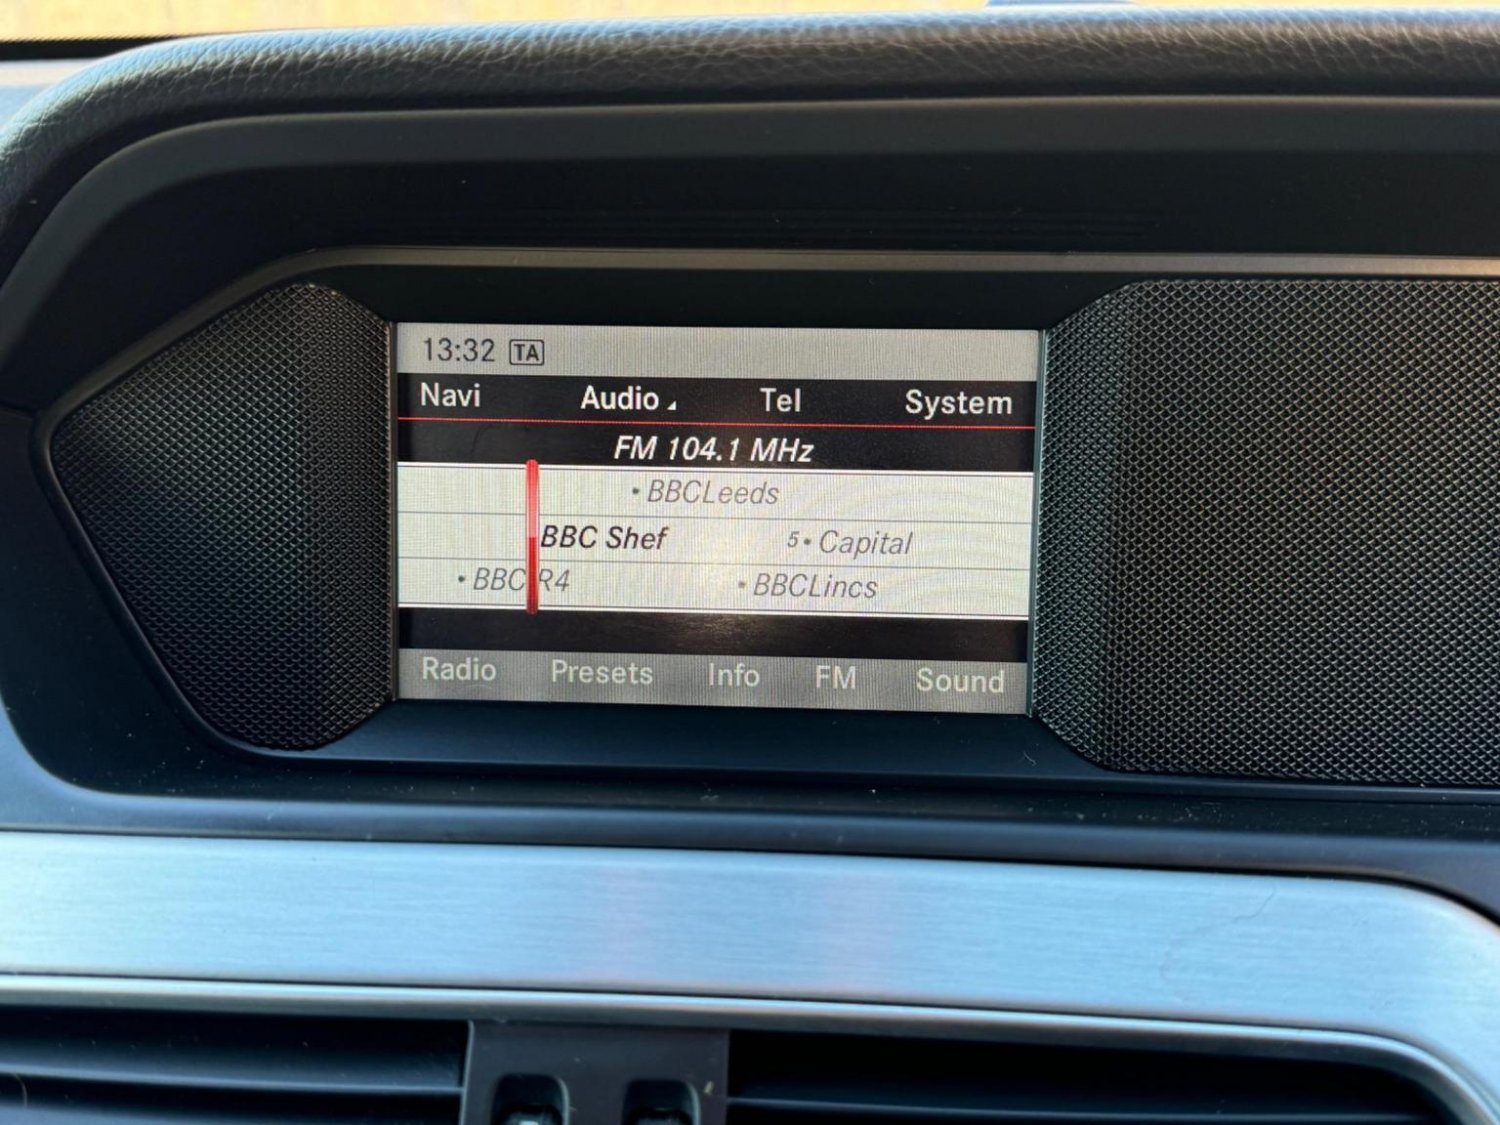 13:32 TA
Navi Audio Tel System
FM 104.1 MHz
• BBCLeeds
BBC Shef 5• Capital
• BBC R4 • BBCLincs
Radio Presets Info FM Sound